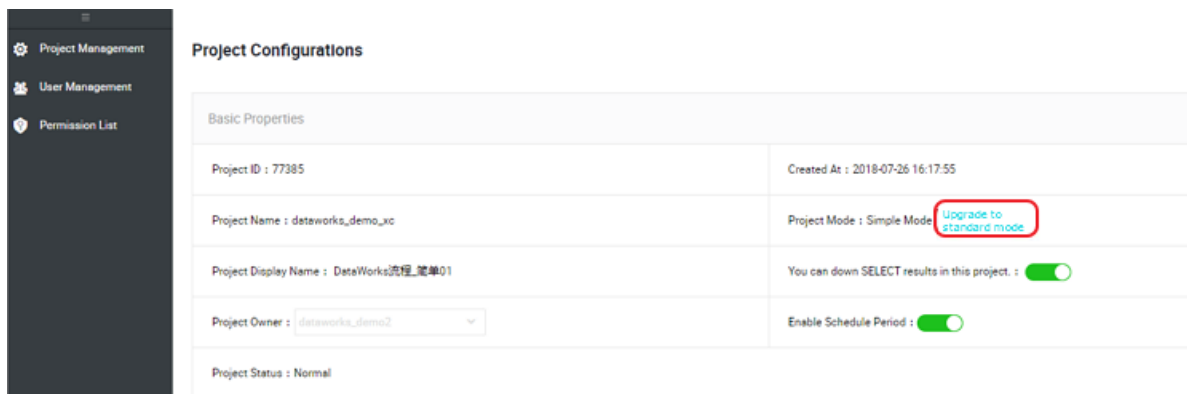 Project Management
User Management
Permission List
Project Configurations
Basic Properties
Project ID : 77385
Created At : 2018-07-26 16:17:55
Project Name : dataworks_demo_xc
Project Mode : Simple Mode
Upgrade to
standard mode
Project Display Name : DataWorks流程_简单01
You can down SELECT results in this project. :
Project Owner : dataworks_demo2
Enable Schedule Period :
Project Status : Normal